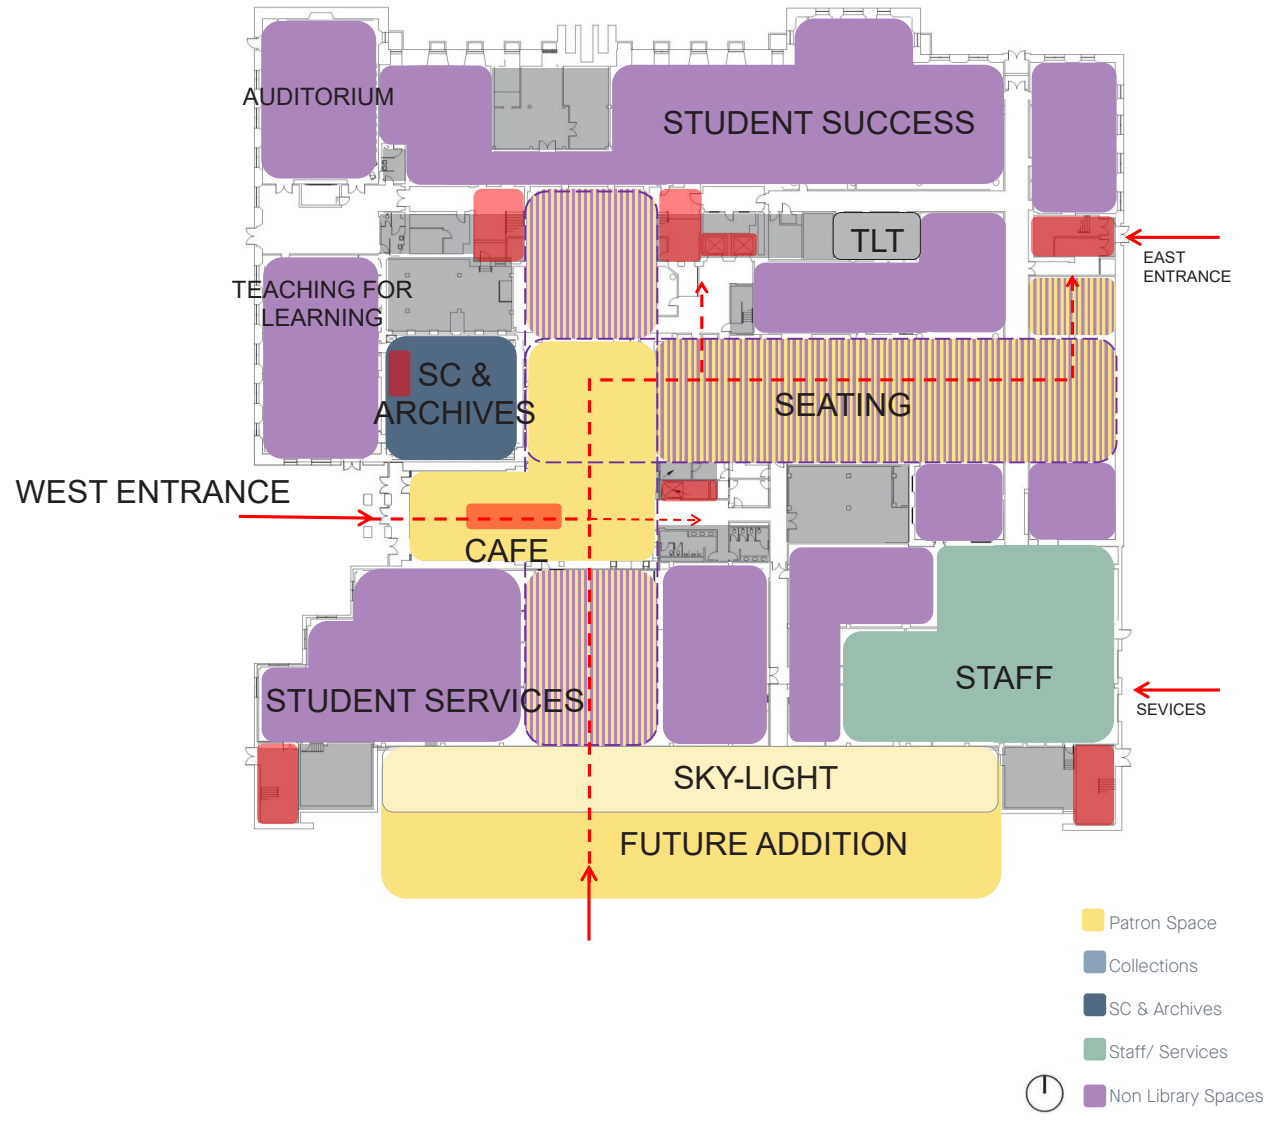 AUDITORIUM
STUDENT SUCCESS
TLT
EAST
ENTRANCE
TEACHING FOR
LEARNING
SC &
ARCHIVES
SEATING
WEST ENTRANCE
CAFE
STAFF
STUDENT SERVICES
SEVICES
SKY-LIGHT
FUTURE ADDITION
Patron Space
Collections
SC & Archives
Staff/ Services
Non Library Spaces